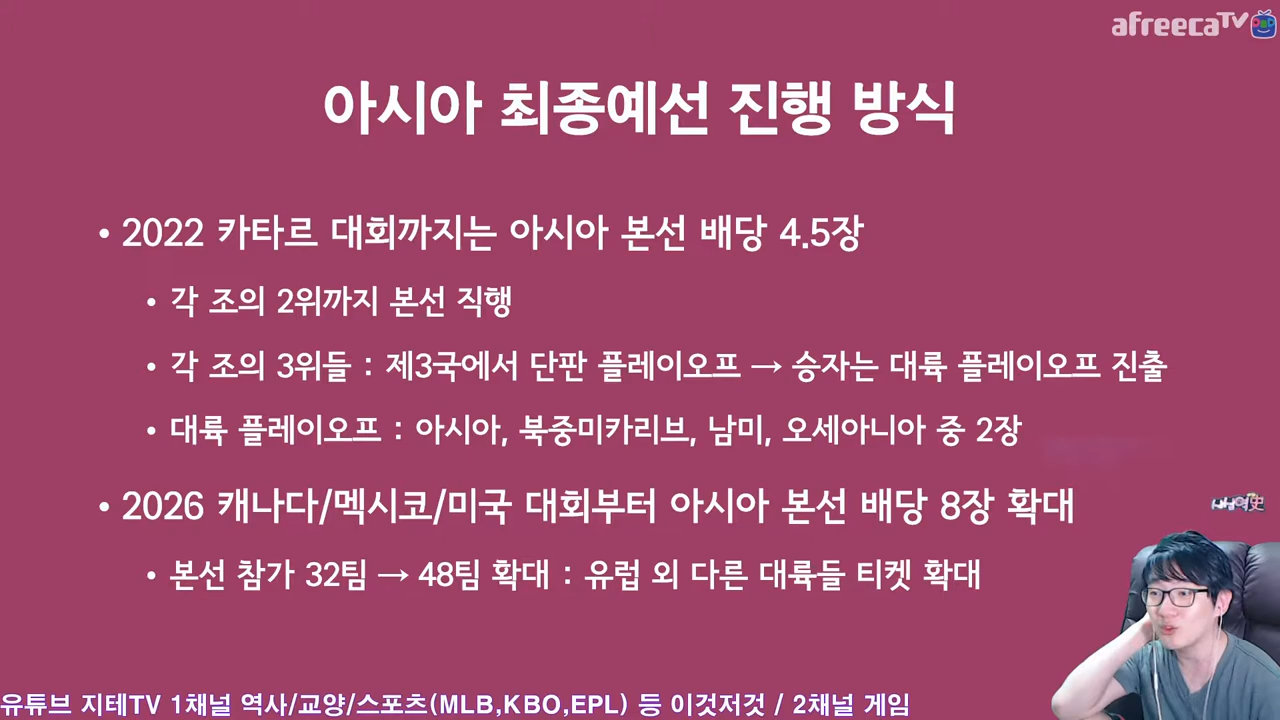 afreecaTV
아시아 최종예선 진행 방식
• 2022 카타르 대회까지는 아시아 본선 배당 4.5장
• 각 조의 2위까지 본선 직행
• 각 조의 3위들 : 제3국에서 단판 플레이오프 → 승자는 대륙 플레이오프 진출
• 대륙 플레이오프 : 아시아, 북중미카리브, 남미, 오세아니아 중 2장
• 2026 캐나다/멕시코/미국 대회부터 아시아 본선 배당 8장 확대
• 본선 참가 32팀 → 48팀 확대 : 유럽 외 다른 대륙들 티켓 확대
유튜브 지테TV 1채널 역사/교양/스포츠(MLB,KBO,EPL) 등 이것저것 / 2채널 게임